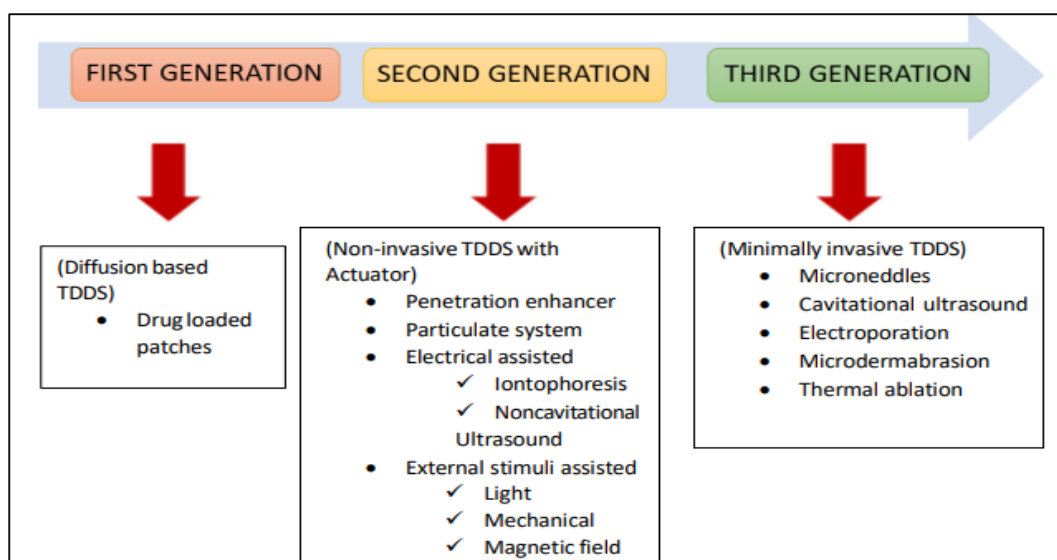 FIRST GENERATION
SECOND GENERATION
THIRD GENERATION
(Diffusion based
TDDS)
• Drug loaded
patches
(Non-invasive TDDS with
Actuator)
• Penetration enhancer
• Particulate system
• Electrical assisted
✓ Iontophoresis
✓ Noncavitational
Ultrasound
• External stimuli assisted
✓ Light
✓ Mechanical
✓ Magnetic field
(Minimally invasive TDDS)
• Microneddles
• Cavitational ultrasound
• Electroporation
• Microdermabrasion
• Thermal ablation